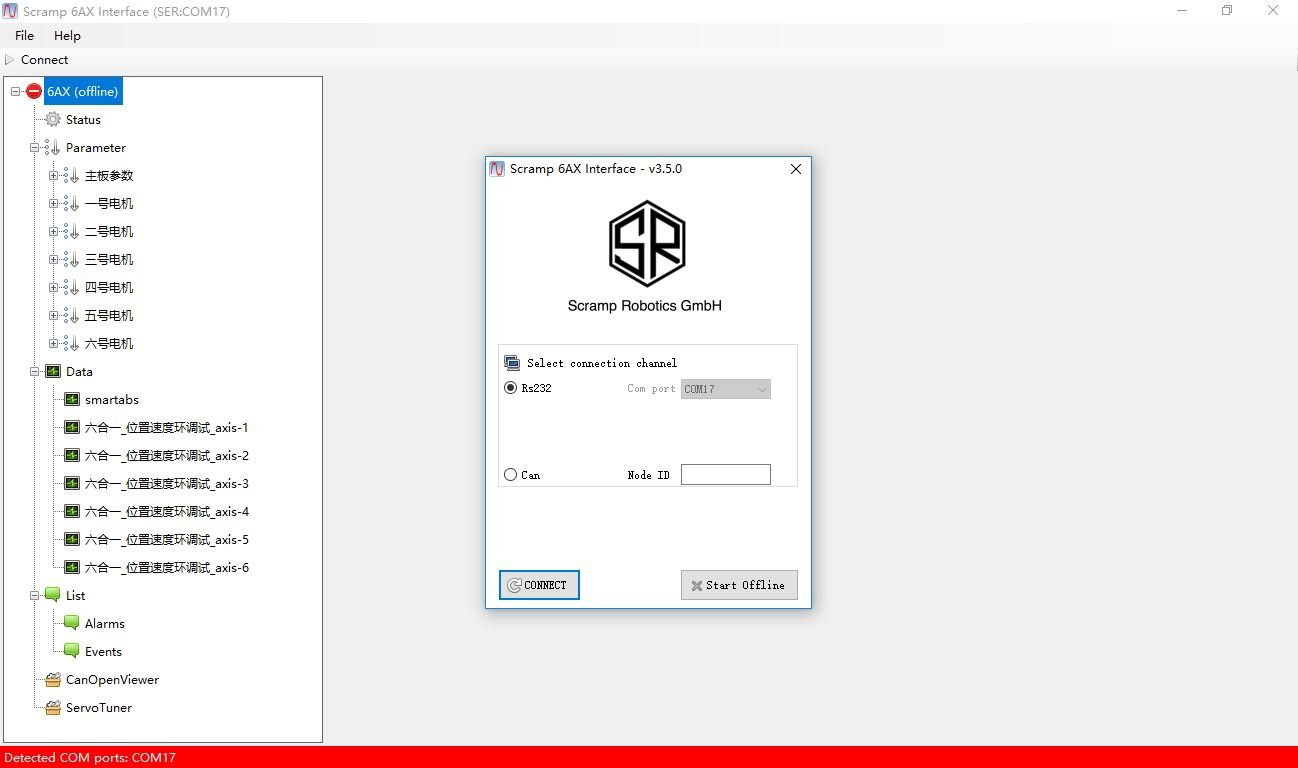 Scramp 6AX Interface (SER:COM17)
File Help
Connect
6AX (offline)
Status
Parameter
主板参数
一号电机
二号电机
三号电机
四号电机
五号电机
六号电机
Data
smartabs
六合一_位置速度环调试_axis-1
六合一_位置速度环调试_axis-2
六合一_位置速度环调试_axis-3
六合一_位置速度环调试_axis-4
六合一_位置速度环调试_axis-5
六合一_位置速度环调试_axis-6
List
Alarms
Events
CanOpenViewer
ServoTuner
Scramp 6AX Interface - v3.5.0
SR
Scramp Robotics GmbH
Select connection channel
Rs232 Com port COM17
Can Node ID
CONNECT Start Offline
Detected COM ports: COM17